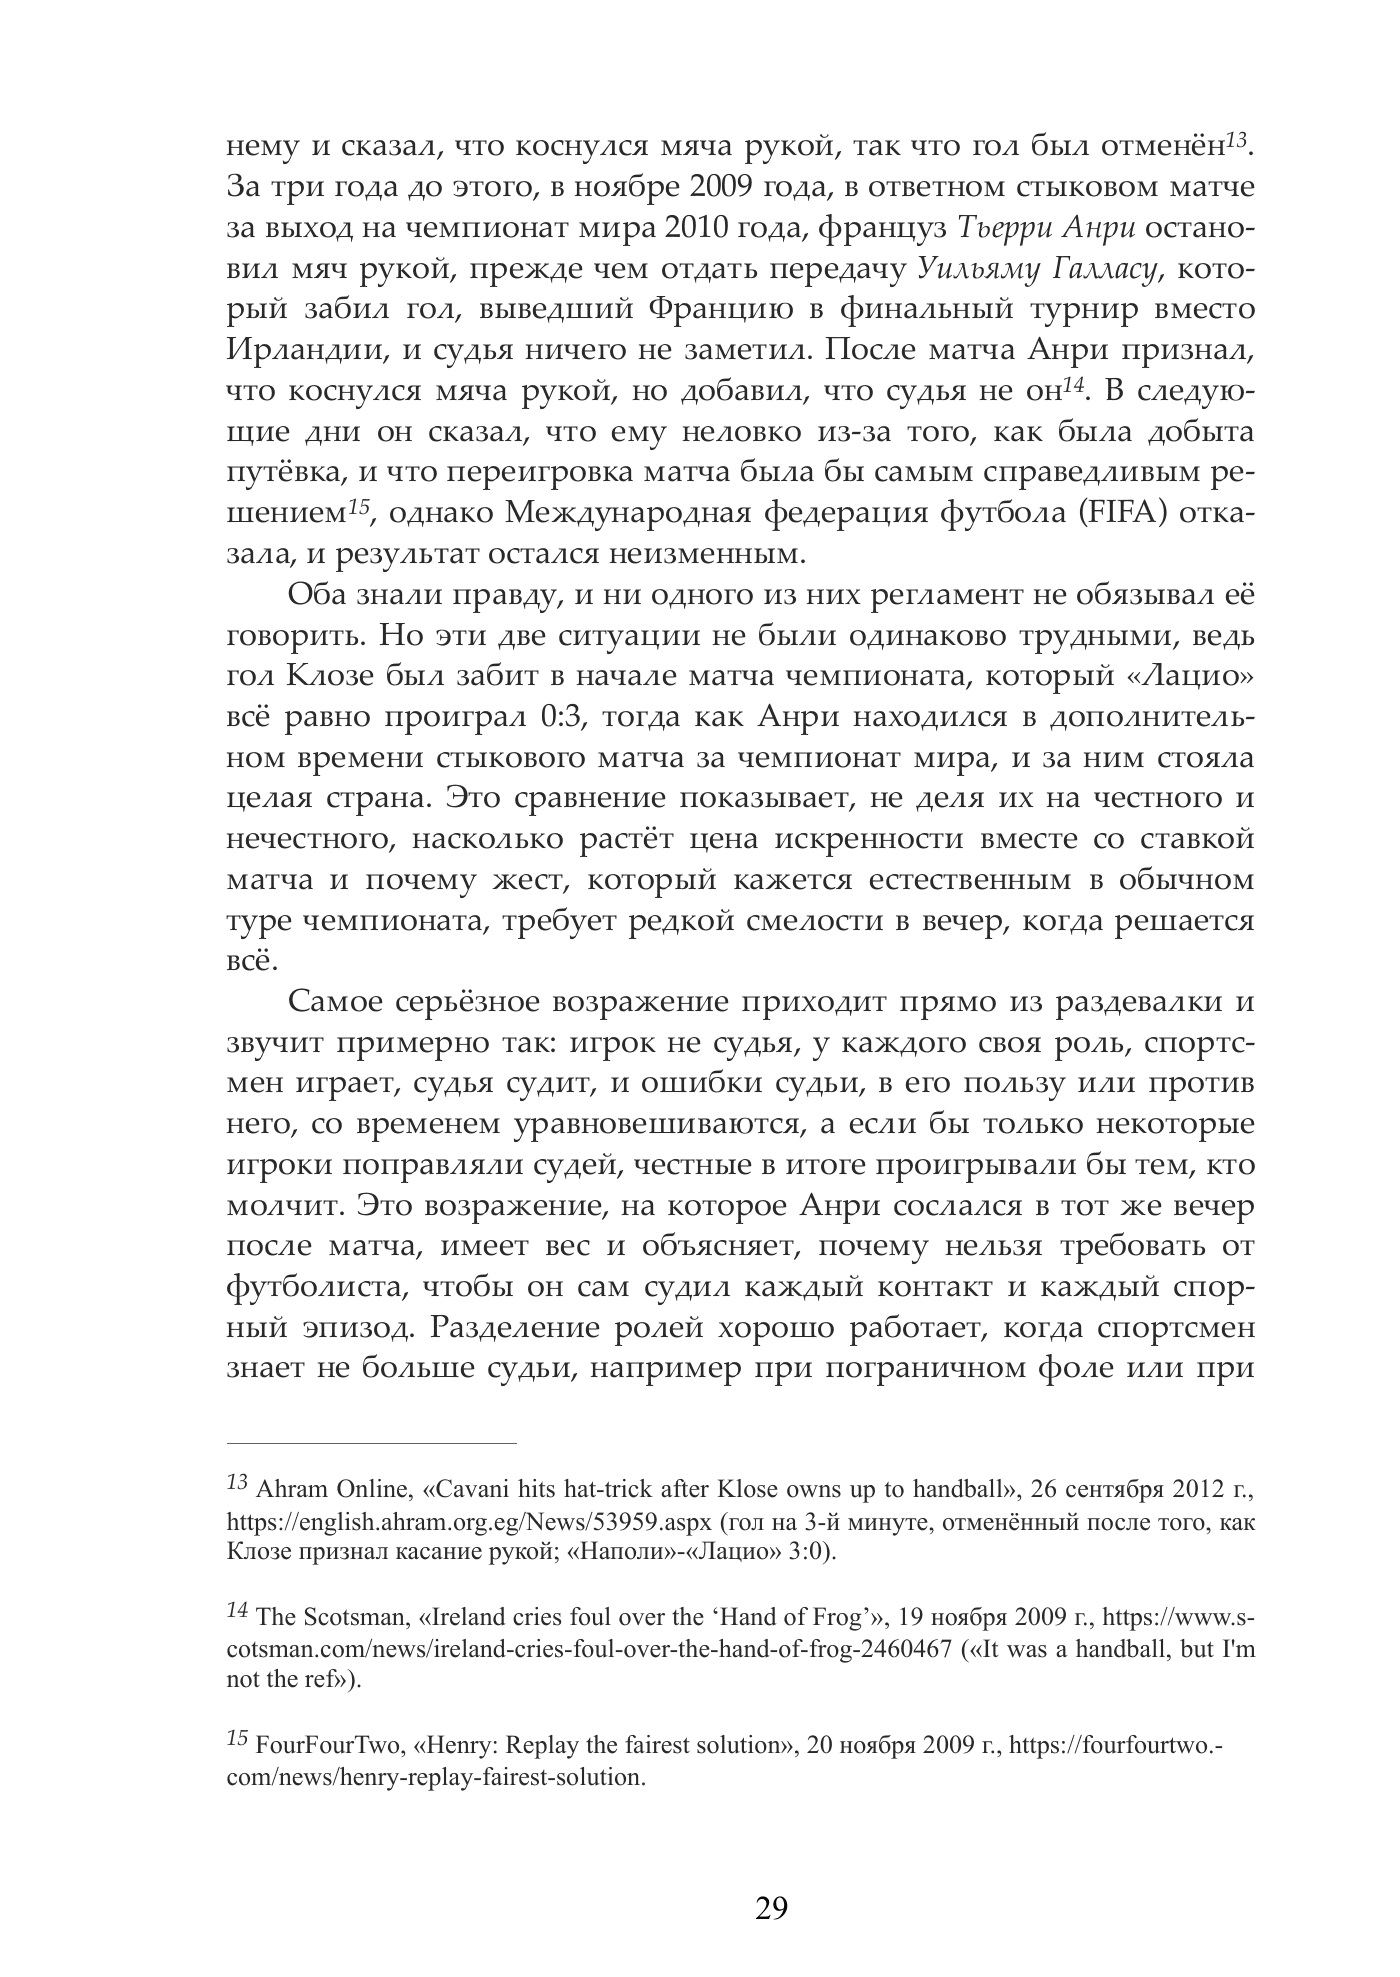 нему и сказал, что коснулся мяча рукой, так что гол был отменён13.
За три года до этого, в ноябре 2009 года, в ответном стыковом матче
за выход на чемпионат мира 2010 года, француз Тьерри Анри остано-
вил мяч рукой, прежде чем отдать передачу Уильяму Галласу, кото-
рый забил гол, выведший Францию в финальный турнир вместо
Ирландии, и судья ничего не заметил. После матча Анри признал,
что коснулся мяча рукой, но добавил, что судья не он14. В следую-
щие дни он сказал, что ему неловко из-за того, как была добыта
путёвка, и что переигровка матча была бы самым справедливым ре-
шением15, однако Международная федерация футбола (FIFA) отка-
зала, и результат остался неизменным.
Оба знали правду, и ни одного из них регламент не обязывал её
говорить. Но эти две ситуации не были одинаково трудными, ведь
гол Клозе был забит в начале матча чемпионата, который «Лацио»
всё равно проиграл 0:3, тогда как Анри находился в дополнитель-
ном времени стыкового матча за чемпионат мира, и за ним стояла
целая страна. Это сравнение показывает, не деля их на честного и
нечестного, насколько растёт цена искренности вместе со ставкой
матча и почему жест, который кажется естественным в обычном
туре чемпионата, требует редкой смелости в вечер, когда решается
всё.
Самое серьёзное возражение приходит прямо из раздевалки и
звучит примерно так: игрок не судья, у каждого своя роль, спортс-
мен играет, судья судит, и ошибки судьи, в его пользу или против
него, со временем уравновешиваются, а если бы только некоторые
игроки поправляли судей, честные в итоге проигрывали бы тем, кто
молчит. Это возражение, на которое Анри сослался в тот же вечер
после матча, имеет вес и объясняет, почему нельзя требовать от
футболиста, чтобы он сам судил каждый контакт и каждый спор-
ный эпизод. Разделение ролей хорошо работает, когда спортсмен
знает не больше судьи, например при пограничном фоле или при
13 Ahram Online, «Cavani hits hat-trick after Klose owns up to handball», 26 сентября 2012 г.,
https://english.ahram.org.eg/News/53959.aspx (гол на 3-й минуте, отменённый после того, как
Клозе признал касание рукой; «Наполи»-«Лацио» 3:0).
14 The Scotsman, «Ireland cries foul over the ‘Hand of Frog’», 19 ноября 2009 г., https://www.s-
cotsman.com/news/ireland-cries-foul-over-the-hand-of-frog-2460467 («It was a handball, but I'm
not the ref»).
15 FourFourTwo, «Henry: Replay the fairest solution», 20 ноября 2009 г., https://fourfourtwo.-
com/news/henry-replay-fairest-solution.
29